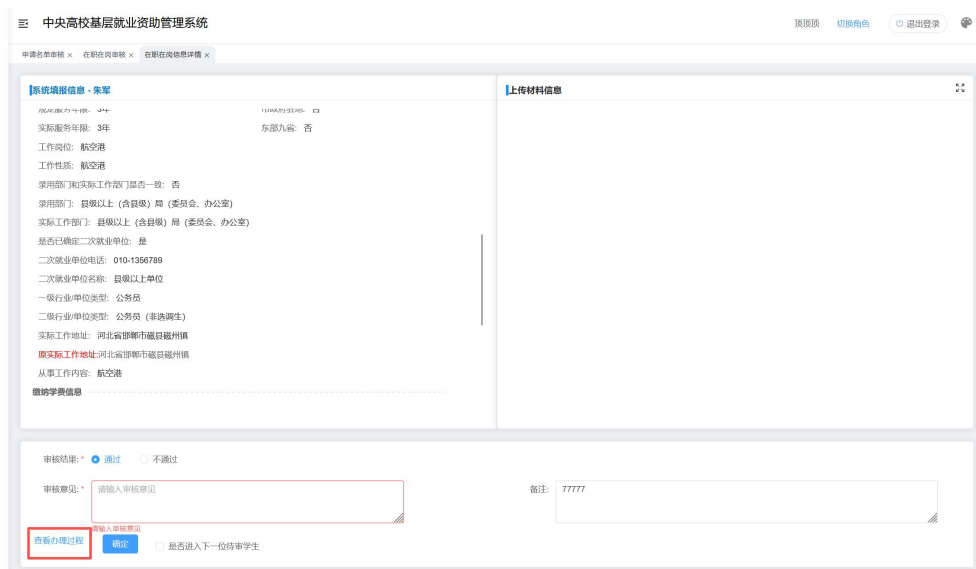 中央高校基层就业资助管理系统
顶顶顶 切换角色 退出登录
申请名单审核 × 在职在岗审核 × 在职在岗信息详情 ×
系统填报信息 - 朱军
上传材料信息
规定服务年限: 3年 市政府驻地: 否
实际服务年限: 3年 东部九省: 否
工作岗位: 航空港
工作性质: 航空港
录用部门和实际工作部门是否一致: 否
录用部门: 县级以上（含县级）局（委员会、办公室）
实际工作部门: 县级以上（含县级）局（委员会、办公室）
是否已确定二次就业单位: 是
二次就业单位电话: 010-1356789
二次就业单位名称: 县级以上单位
一级行业/单位类型: 公务员
二级行业/单位类型: 公务员（非选调生）
实际工作地址: 河北省邯郸市磁县磁州镇
原实际工作地址:河北省邯郸市磁县磁州镇
从事工作内容: 航空港
缴纳学费信息
审核结果: * 通过 不通过
审核意见: * 请输入审核意见 备注: 77777
请输入审核意见
查看办理过程 确定 是否进入下一位待审学生